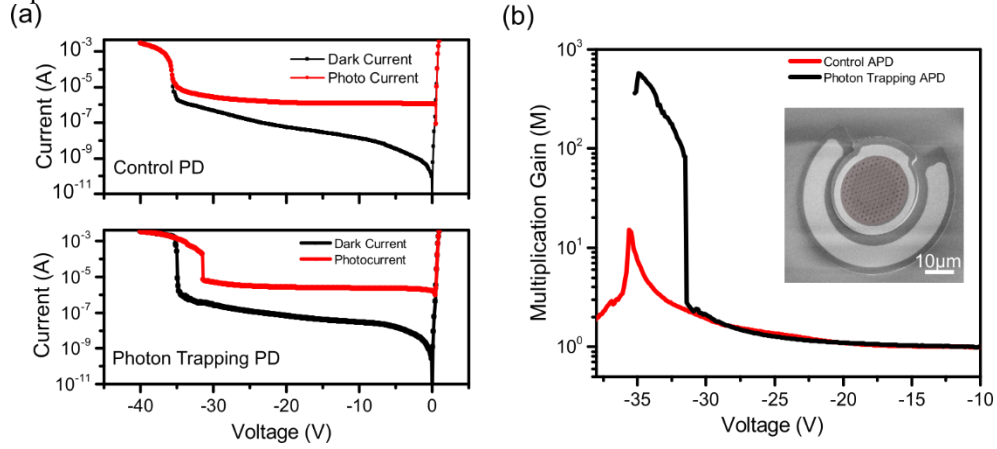 (a)
Current (A)
10⁻³
10⁻⁵
10⁻⁷
10⁻⁹
10⁻¹¹
Dark Current
Photo Current
Control PD
Current (A)
10⁻³
10⁻⁵
10⁻⁷
10⁻⁹
10⁻¹¹
Dark Current
Photocurrent
Photon Trapping PD
-40 -30 -20 -10 0
Voltage (V)
(b)
Multiplication Gain (M)
10³
10²
10¹
10⁰
Control APD
Photon Trapping APD
10μm
-35 -30 -25 -20 -15 -10
Voltage (V)